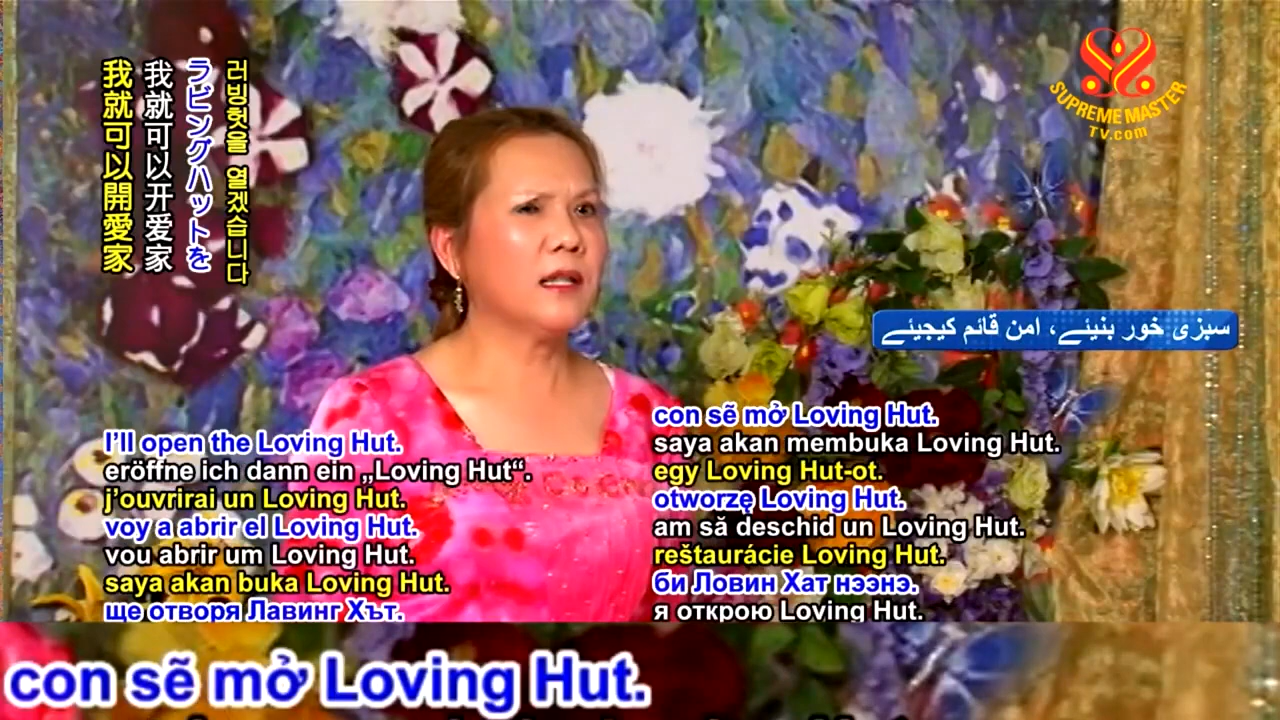 러빙헛을 열겠습니다
ラビングハットを
我就可以开爱家
我就可以開愛家
SUPREME MASTER
TV.com
سبزی خور بنیئے، امن قائم کیجیئے
I'll open the Loving Hut.
eröffne ich dann ein „Loving Hut“.
j'ouvrirai un Loving Hut.
voy a abrir el Loving Hut.
vou abrir um Loving Hut.
saya akan buka Loving Hut.
ще отворя Лавинг Хът.
con sẽ mở Loving Hut.
saya akan membuka Loving Hut.
egy Loving Hut-ot.
otworzę Loving Hut.
am să deschid un Loving Hut.
reštaurácie Loving Hut.
би Ловин Хат нээнэ.
я открою Loving Hut.
con sẽ mở Loving Hut.